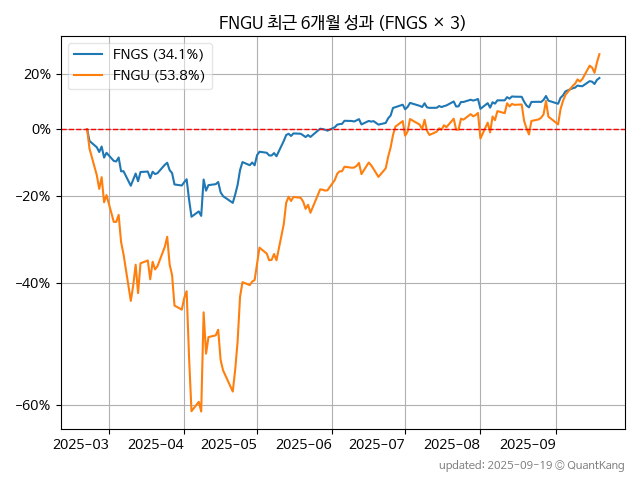 FNGU 최근 6개월 성과 (FNGS × 3)
FNGS (34.1%)
FNGU (53.8%)
20%
0%
−20%
−40%
−60%
2025-03 2025-04 2025-05 2025-06 2025-07 2025-08 2025-09
updated: 2025-09-19 © QuantKang